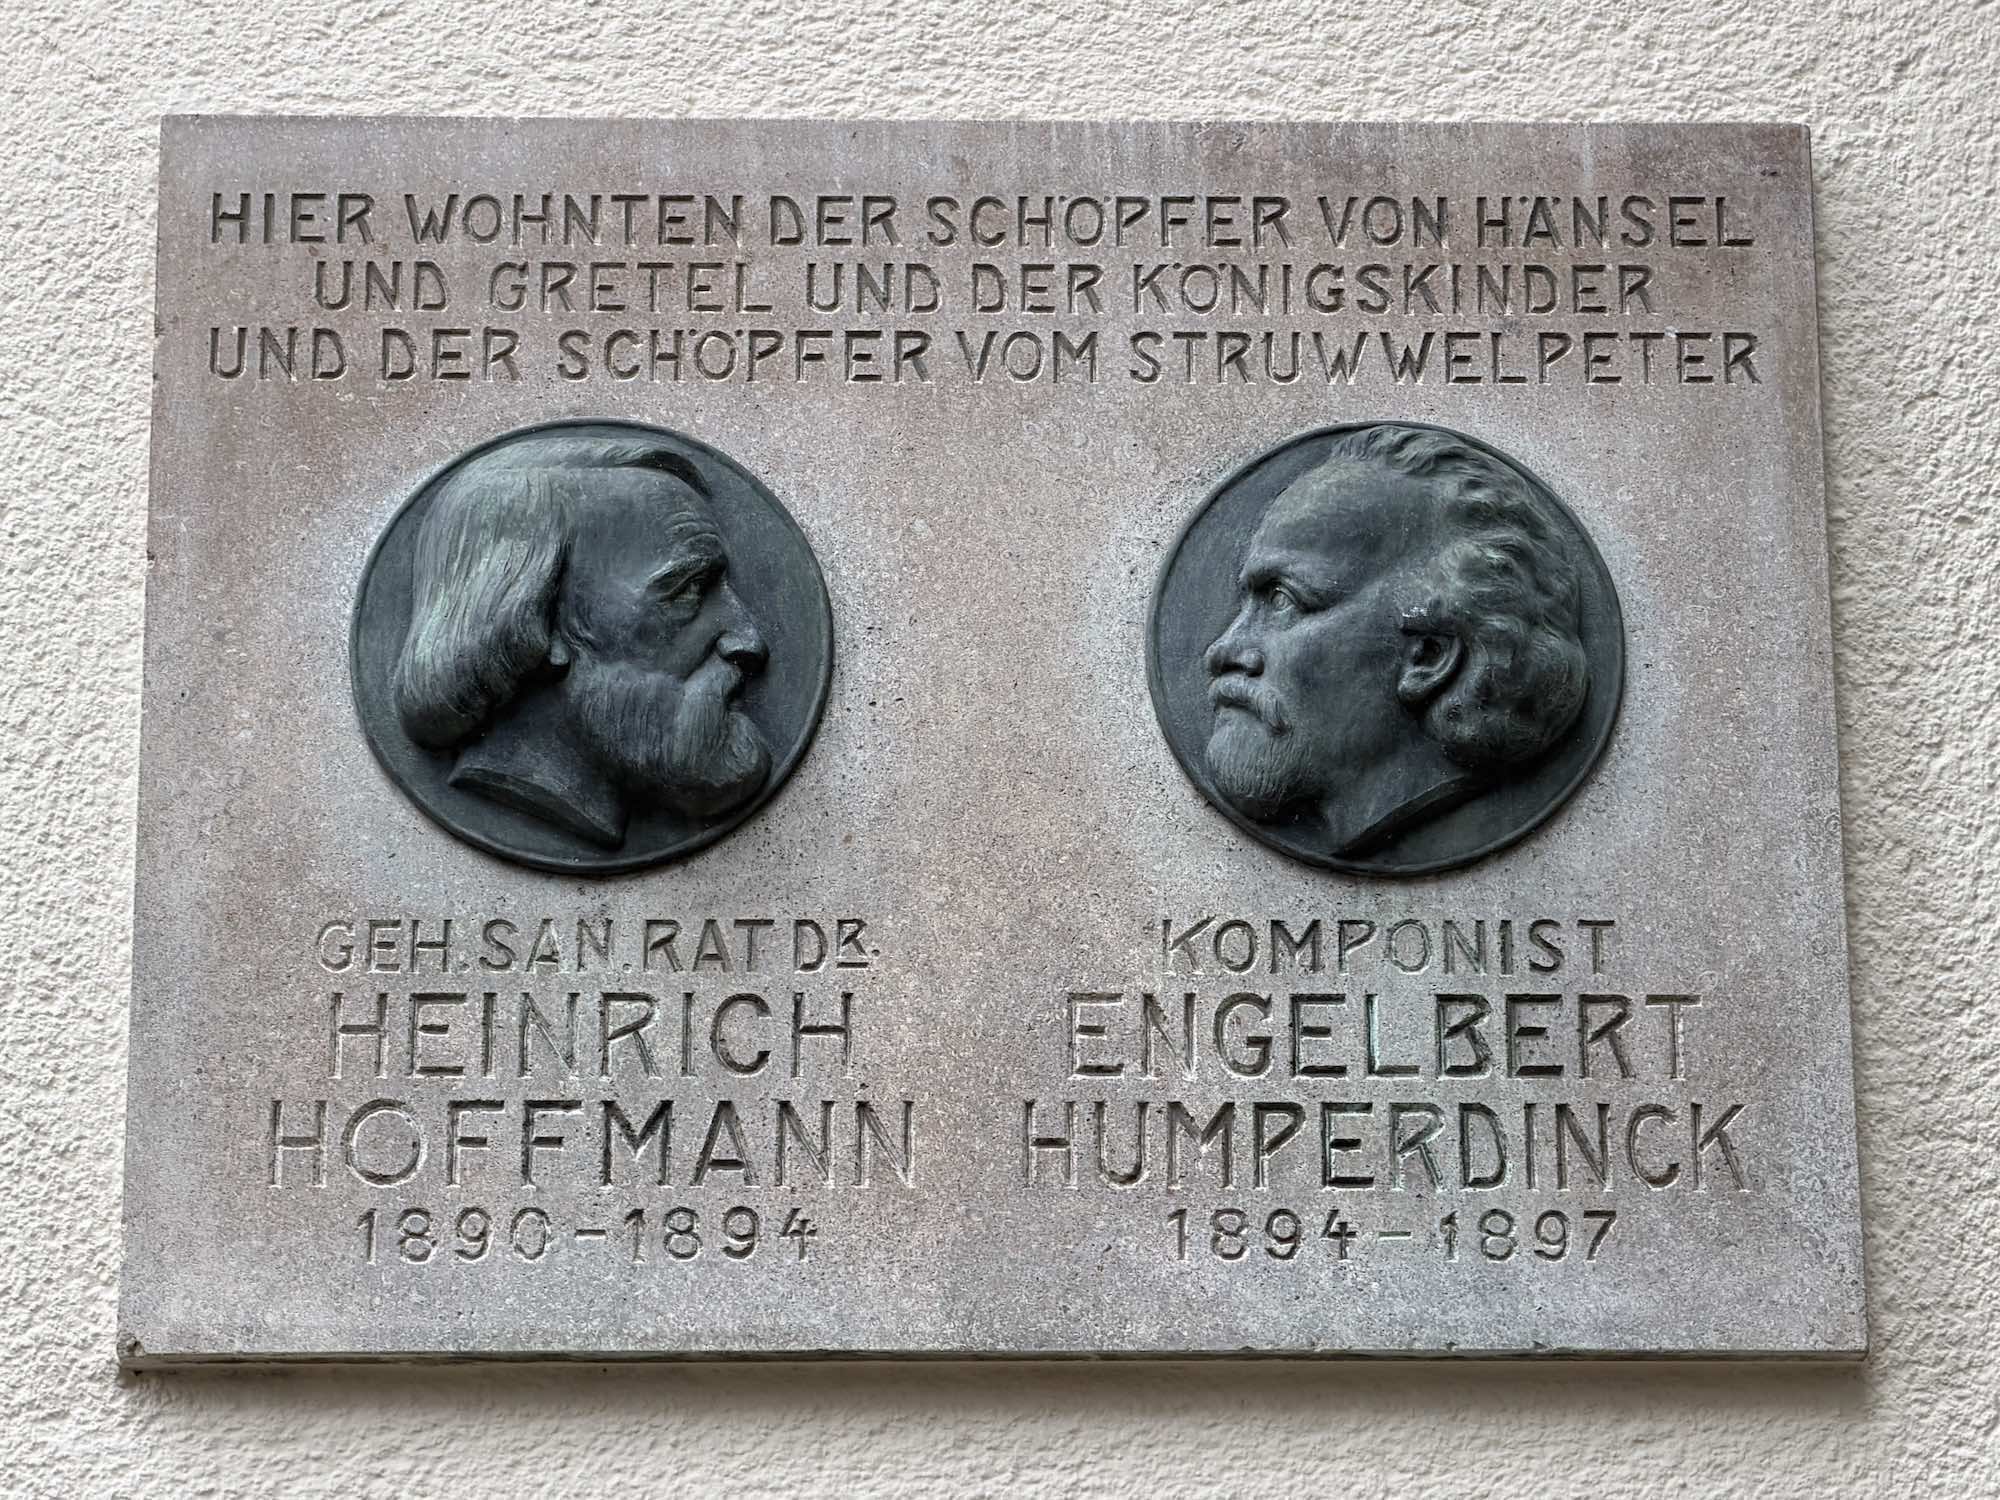 HIER WOHNTEN DER SCHÖPFER VON HÄNSEL
UND GRETEL UND DER KÖNIGSKINDER
UND DER SCHÖPFER VOM STRUWWELPETER
GEH. SAN. RAT DR.
HEINRICH
HOFFMANN
1890-1894
KOMPONIST
ENGELBERT
HUMPERDINCK
1894-1897